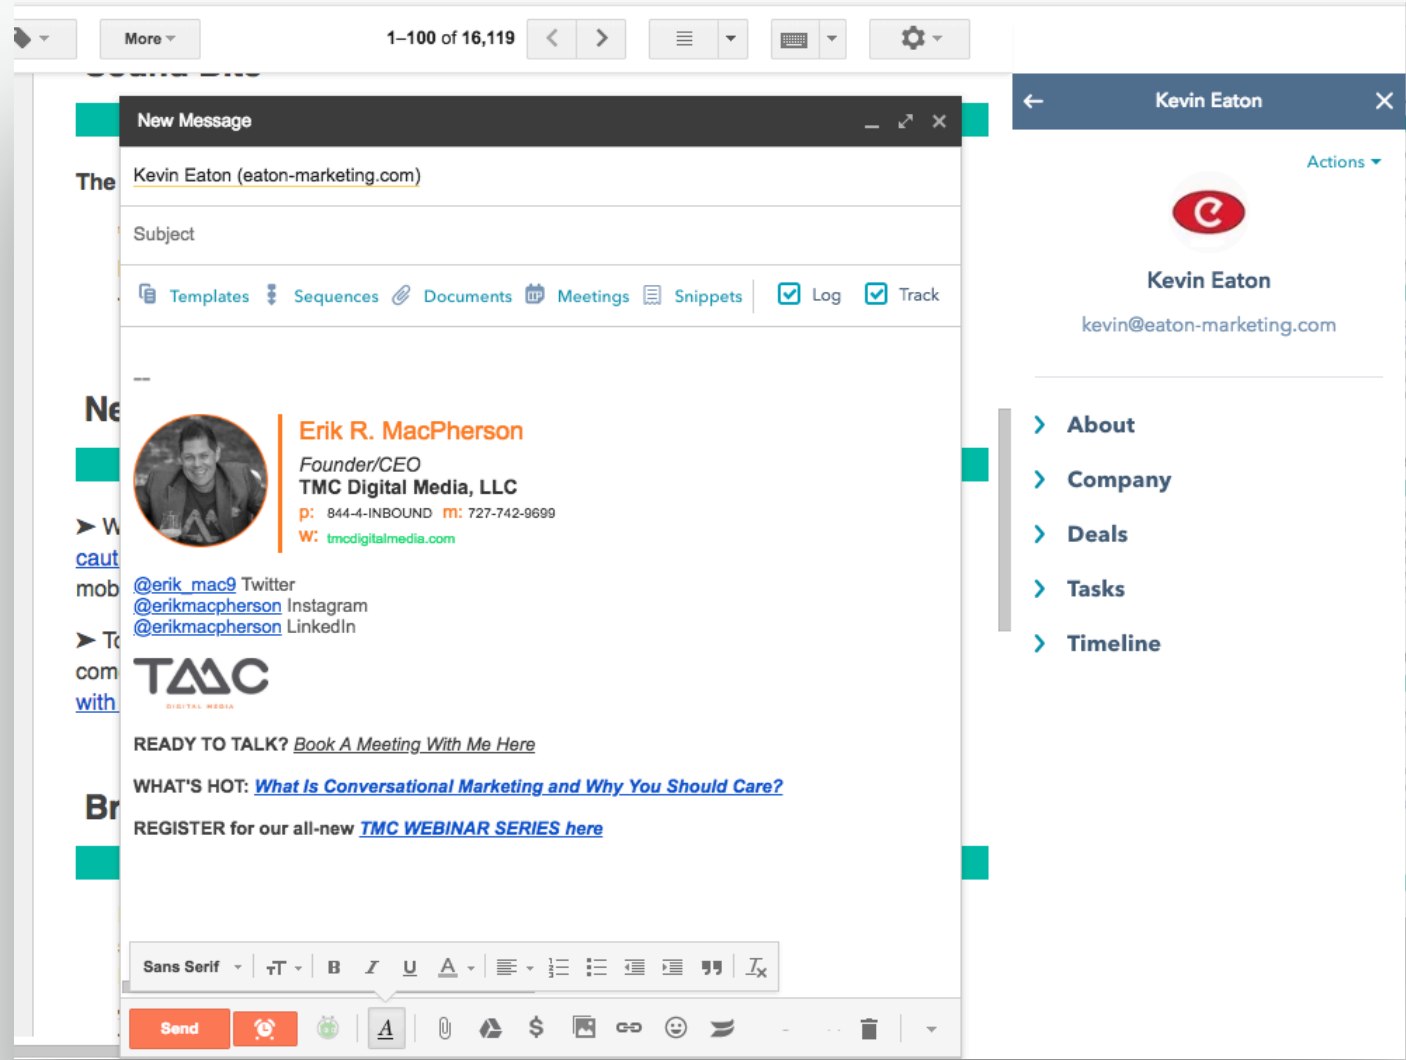 More
1–100 of 16,119
Sound Bite
The
Ne
➤ W
caut
mob
➤ To
com
with
Br
New Message
Kevin Eaton (eaton-marketing.com)
Subject
Templates Sequences Documents Meetings Snippets Log Track
--
Erik R. MacPherson
Founder/CEO
TMC Digital Media, LLC
p: 844-4-INBOUND m: 727-742-9699
w: tmcdigitalmedia.com
@erik_mac9 Twitter
@erikmacpherson Instagram
@erikmacpherson LinkedIn
TMC
DIGITAL MEDIA
READY TO TALK? Book A Meeting With Me Here
WHAT'S HOT: What Is Conversational Marketing and Why You Should Care?
REGISTER for our all-new TMC WEBINAR SERIES here
Sans Serif
Send
Kevin Eaton
Actions
Kevin Eaton
kevin@eaton-marketing.com
About
Company
Deals
Tasks
Timeline